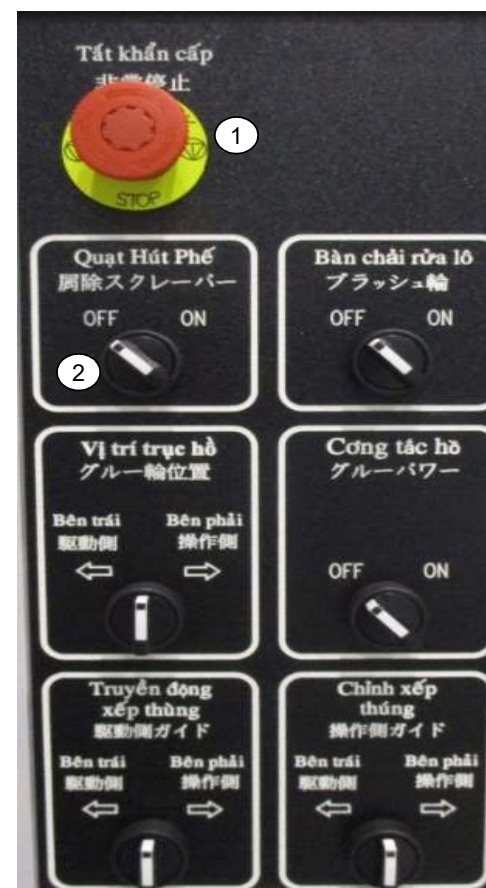 Tắt khẩn cấp
非常停止
1
STOP
Quạt Hút Phế
屑除スクレーパー
OFF ON
2
Bàn chải rửa lô
ブラッシュ輪
OFF ON
Vị trí trục hồ
グルー輪位置
Bên trái Bên phải
駆動側 操作側
Công tác hồ
グルーパワー
OFF ON
Truyền động
xếp thùng
駆動側ガイド
Bên trái Bên phải
駆動側 操作側
Chỉnh xếp
thúng
操作側ガイド
Bên trái Bên phải
駆動側 操作側